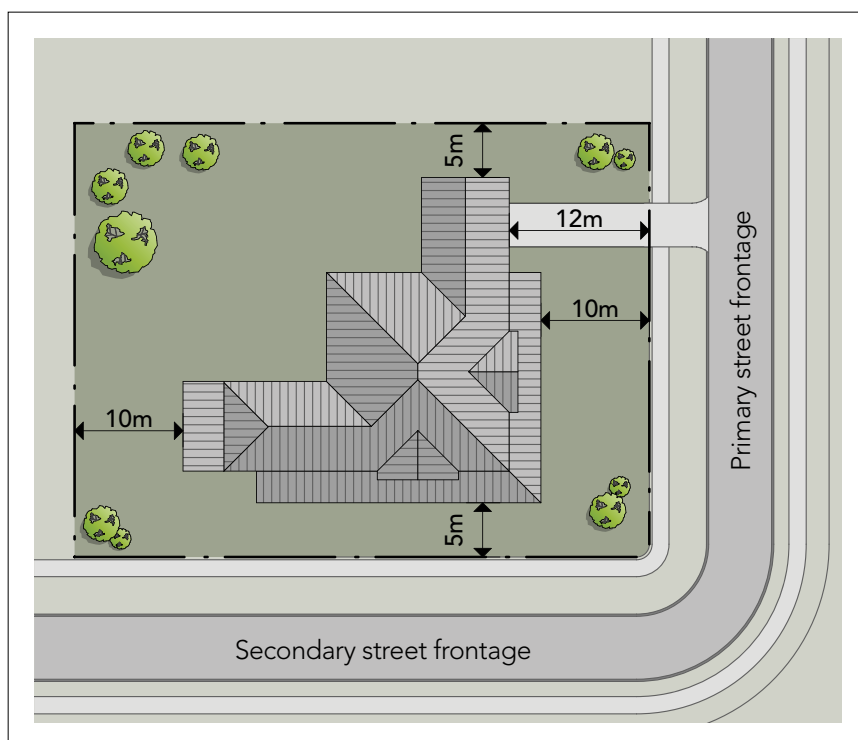 5m
12m
10m
Primary street frontage
10m
5m
Secondary street frontage